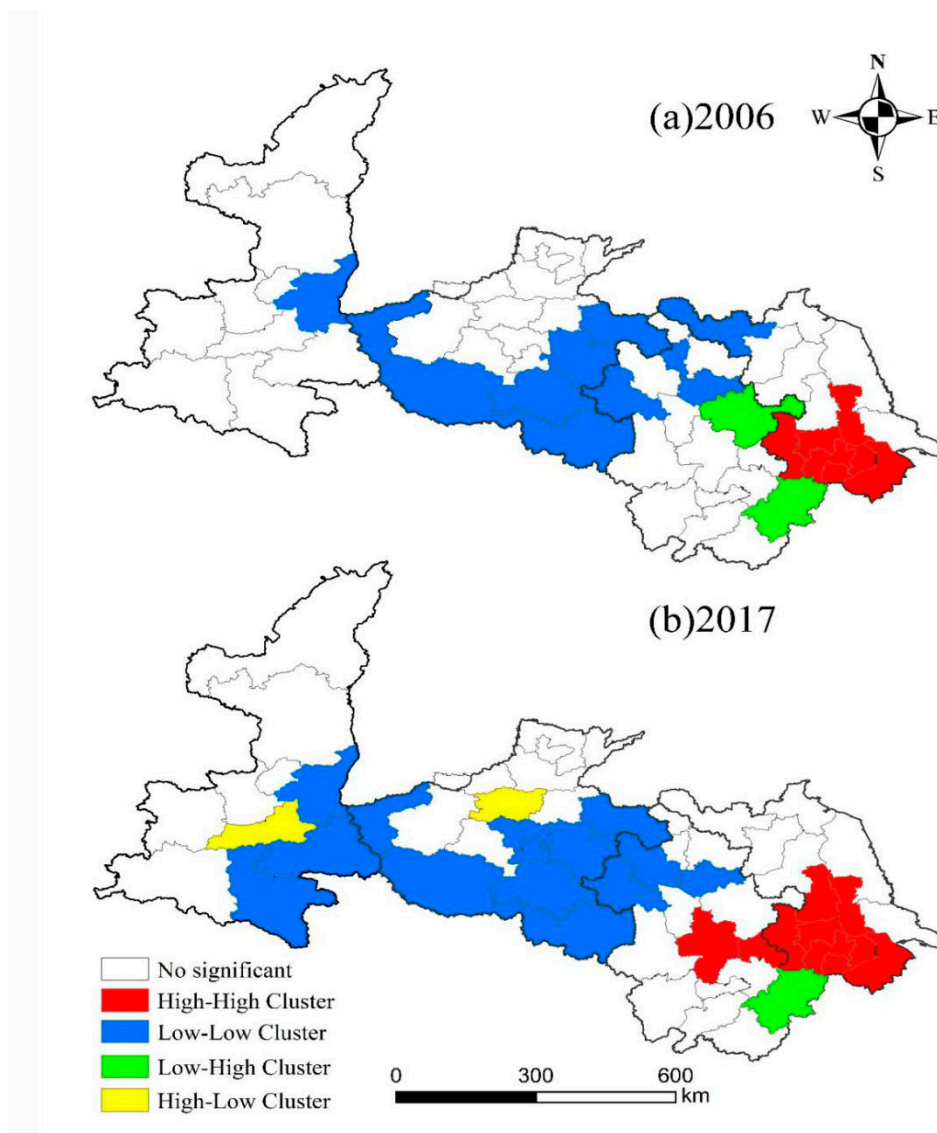 N
(a)2006
W
E
S
(b)2017
No significant
High-High Cluster
Low-Low Cluster
Low-High Cluster
High-Low Cluster
0
300
600
km